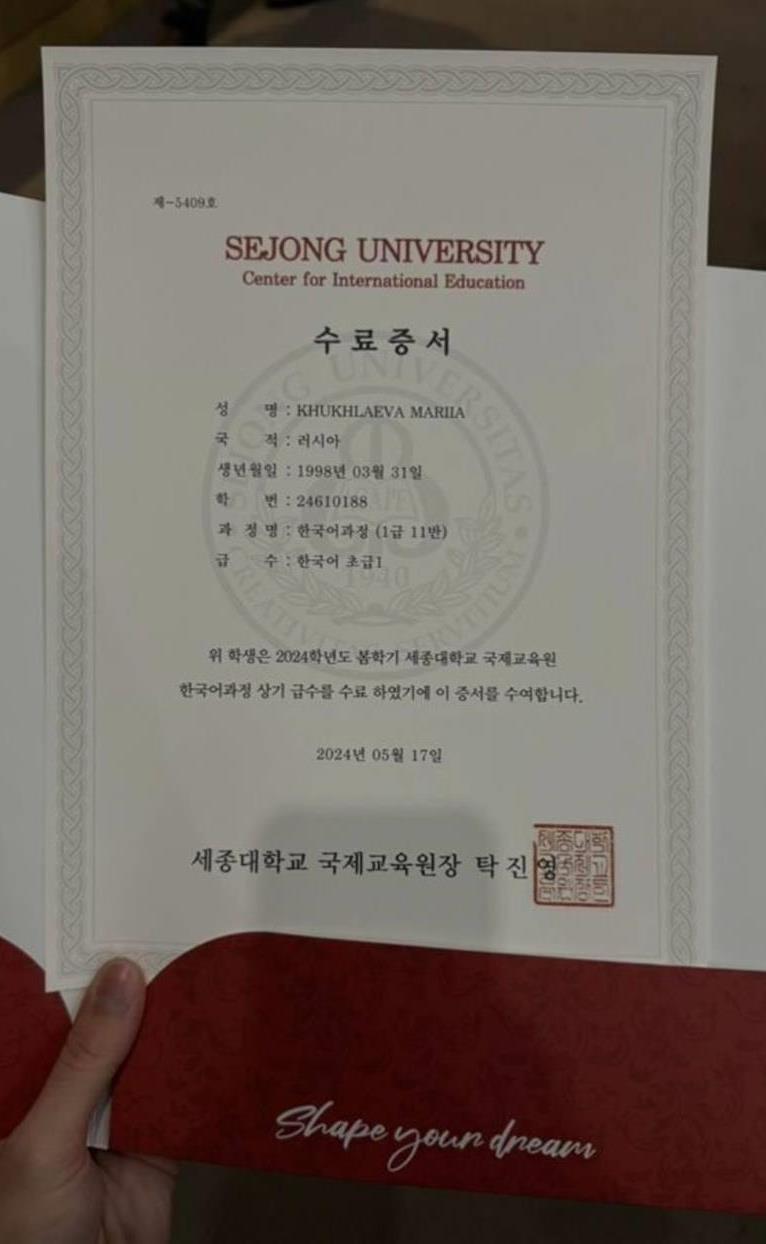 제-5409호
SEJONG UNIVERSITY
Center for International Education
수료증서
성 명 : KHUKHLAEVA MARIIA
국 적 : 러시아
생년월일 : 1998년 03월 31일
학 번 : 24610188
과 정 명 : 한국어과정 (1급 11반)
급 수 : 한국어 초급1
위 학생은 2024학년도 봄학기 세종대학교 국제교육원
한국어과정 상기 급수를 수료 하였기에 이 증서를 수여합니다.
2024년 05월 17일
세종대학교 국제교육원장 탁진영
Shape your dream